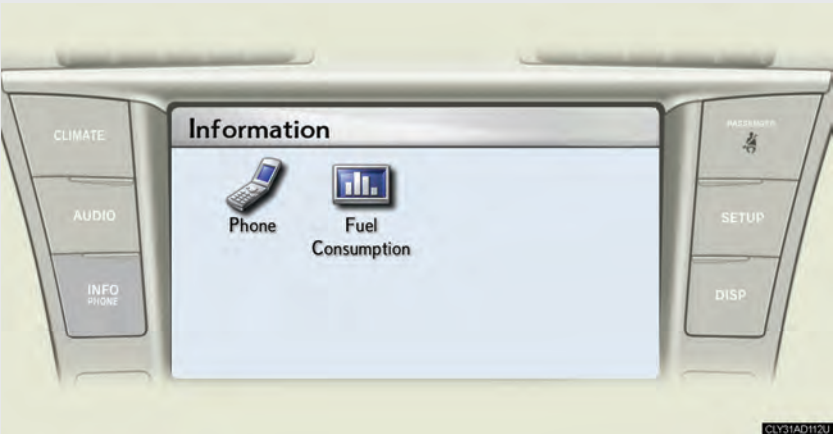 Information
CLIMATE
PASSENGER
Phone
Fuel
Consumption
AUDIO
SETUP
INFO
PHONE
DISP
CLY31AD112U